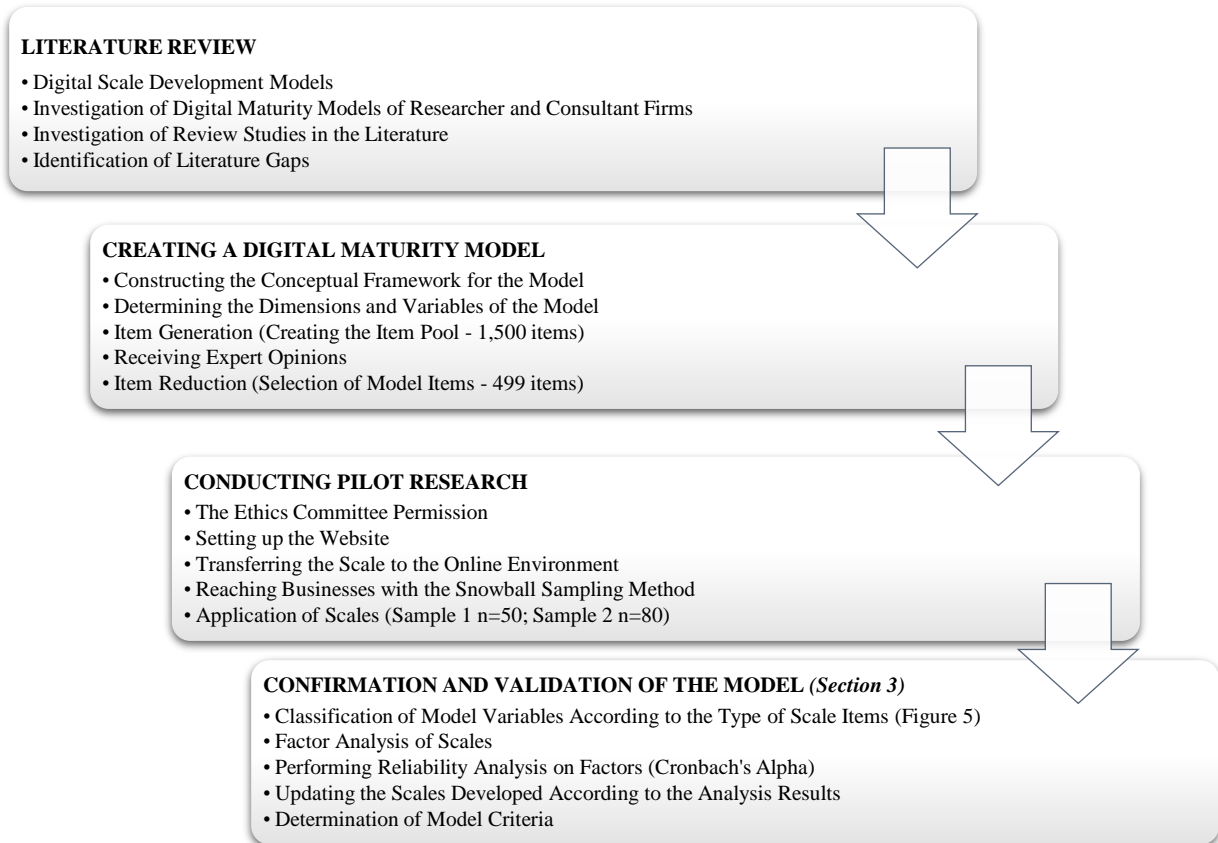 LITERATURE REVIEW
• Digital Scale Development Models
• Investigation of Digital Maturity Models of Researcher and Consultant Firms
• Investigation of Review Studies in the Literature
• Identification of Literature Gaps
CREATING A DIGITAL MATURITY MODEL
• Constructing the Conceptual Framework for the Model
• Determining the Dimensions and Variables of the Model
• Item Generation (Creating the Item Pool - 1,500 items)
• Receiving Expert Opinions
• Item Reduction (Selection of Model Items - 499 items)
CONDUCTING PILOT RESEARCH
• The Ethics Committee Permission
• Setting up the Website
• Transferring the Scale to the Online Environment
• Reaching Businesses with the Snowball Sampling Method
• Application of Scales (Sample 1 n=50; Sample 2 n=80)
CONFIRMATION AND VALIDATION OF THE MODEL (Section 3)
• Classification of Model Variables According to the Type of Scale Items (Figure 5)
• Factor Analysis of Scales
• Performing Reliability Analysis on Factors (Cronbach's Alpha)
• Updating the Scales Developed According to the Analysis Results
• Determination of Model Criteria